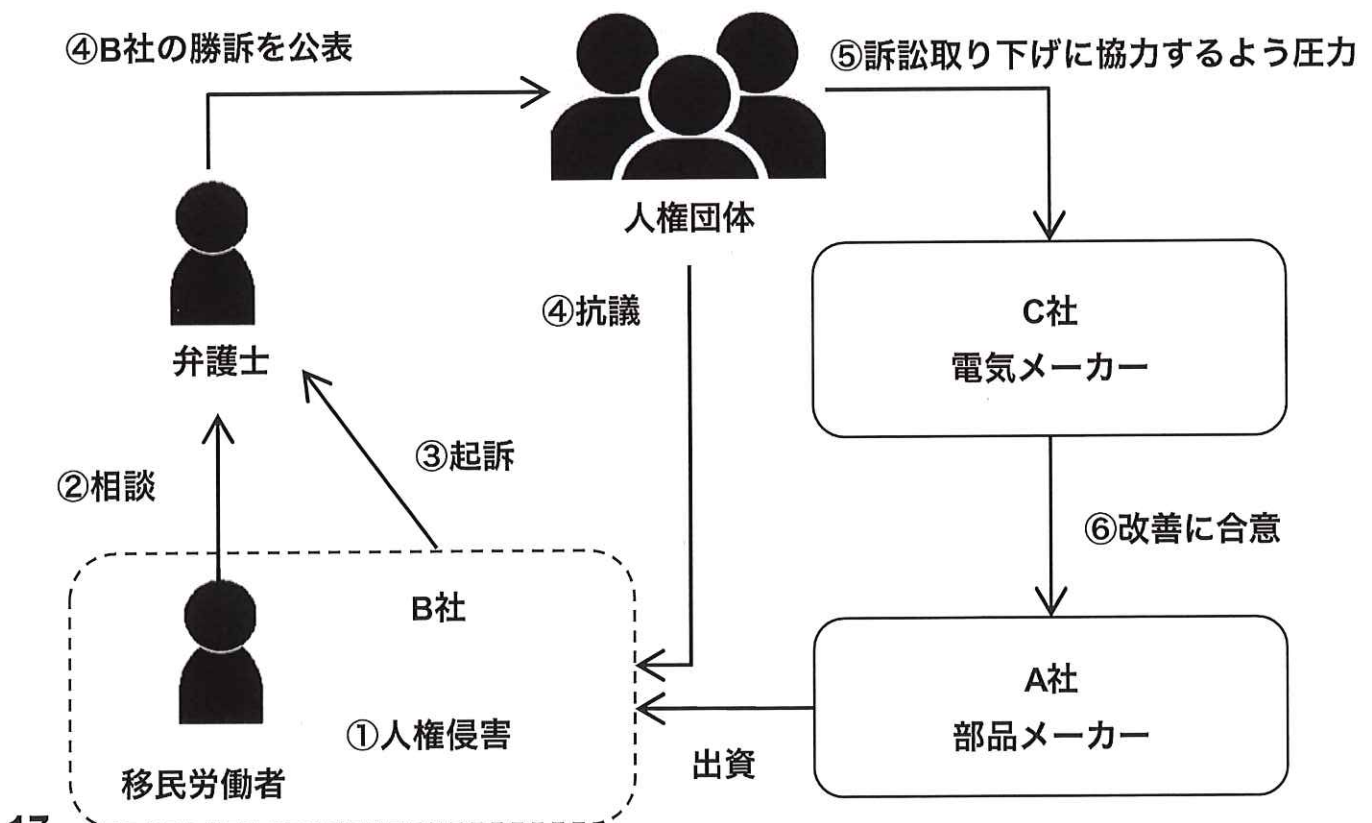 ④B社の勝訴を公表
⑤訴訟取り下げに協力するよう圧力
人権団体
④抗議
C社
電気メーカー
弁護士
③起訴
②相談
⑥改善に合意
B社
A社
部品メーカー
①人権侵害
出資
移民労働者
17